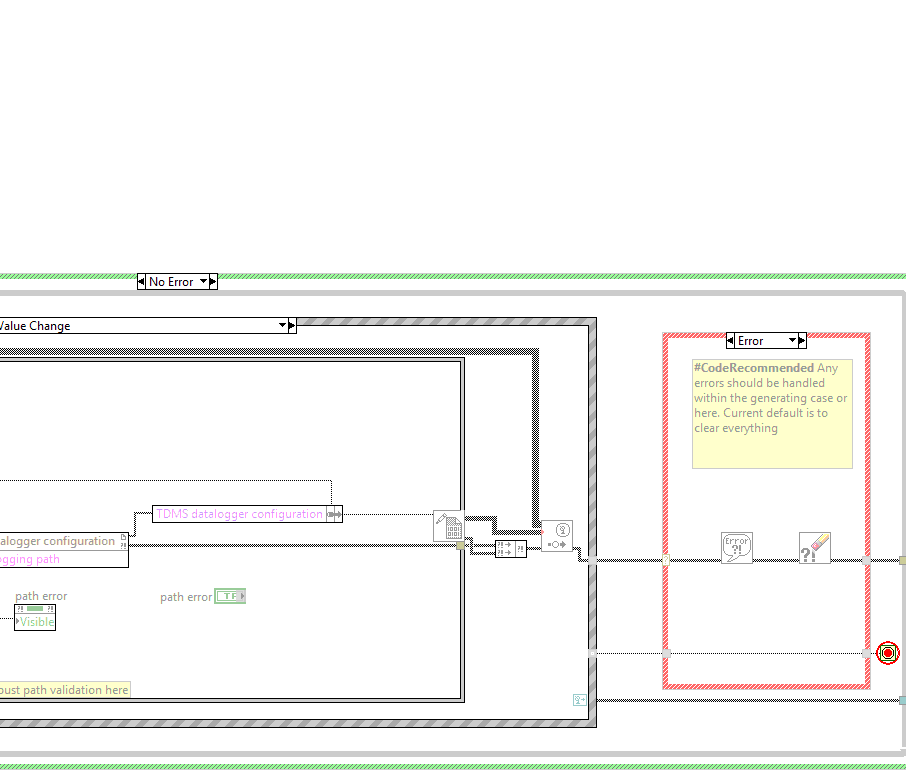 No Error
Value Change
Error
#CodeRecommended Any
errors should be handled
within the generating case or
here. Current default is to
clear everything
TDMS datalogger configuration
alogger configuration
gging path
Error
?!
path error
path error
TF
Visible
bust path validation here